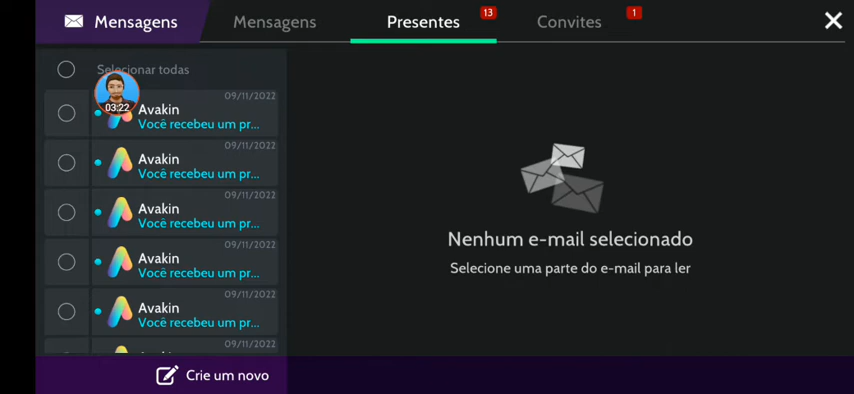 Mensagens
Mensagens
Presentes
13
Convites
1
Selecionar todas
03:22
09/11/2022
Avakin
Você recebeu um pr...
09/11/2022
Avakin
Você recebeu um pr...
09/11/2022
Avakin
Você recebeu um pr...
09/11/2022
Avakin
Você recebeu um pr...
09/11/2022
Avakin
Você recebeu um pr...
09/11/2022
Nenhum e-mail selecionado
Selecione uma parte do e-mail para ler
Crie um novo